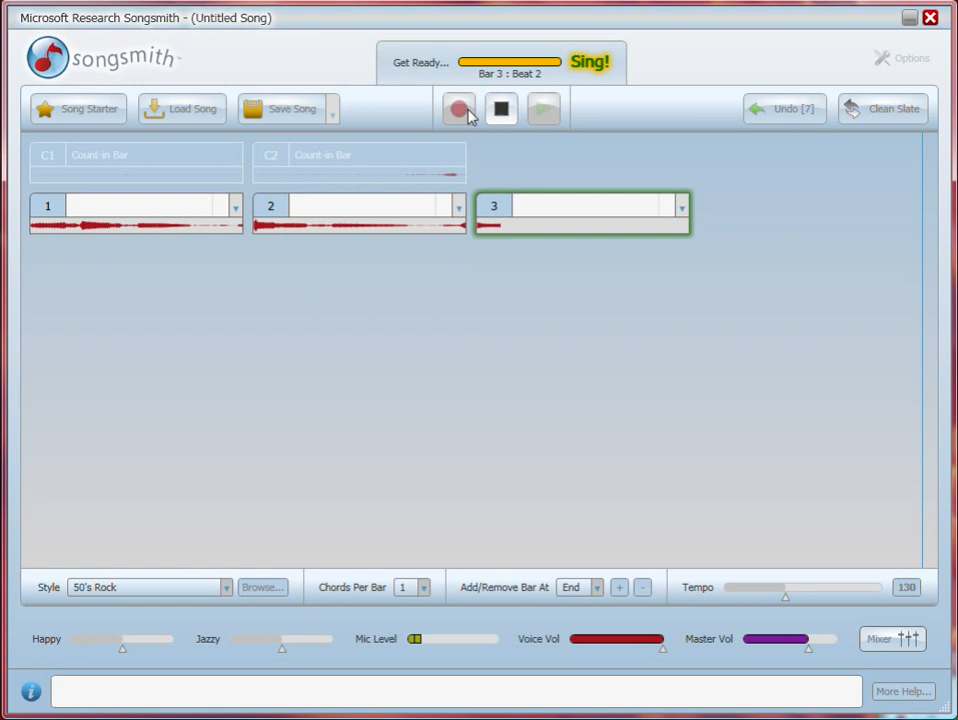 Microsoft Research Songsmith - (Untitled Song)
songsmith™
Get Ready... Sing!
Bar 3 : Beat 2
Options
Song Starter Load Song Save Song Undo [7] Clean Slate
C1 Count-in Bar C2 Count-in Bar
1 2 3
Style 50's Rock Browse... Chords Per Bar 1 Add/Remove Bar At End + - Tempo 130
Happy Jazzy Mic Level Voice Vol Master Vol Mixer
i More Help...